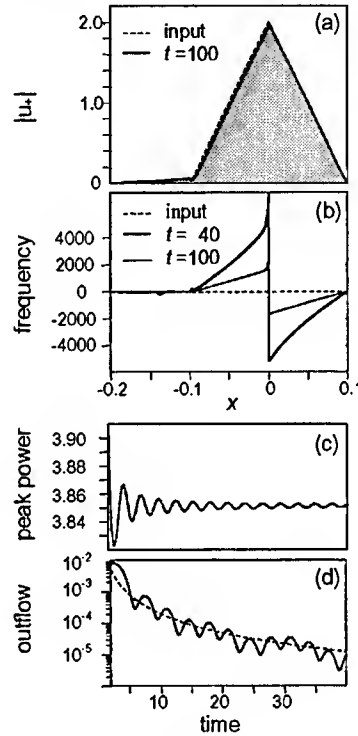 (a)
input
t=100
2.0
1.0
0
|u₊|
(b)
input
t= 40
t=100
4000
2000
0
-2000
-4000
frequency
-0.2 -0.1 0 0.1
x
(c)
3.90
3.88
3.86
3.84
peak power
(d)
10⁻²
10⁻³
10⁻⁴
10⁻⁵
outflow
10 20 30 40
time